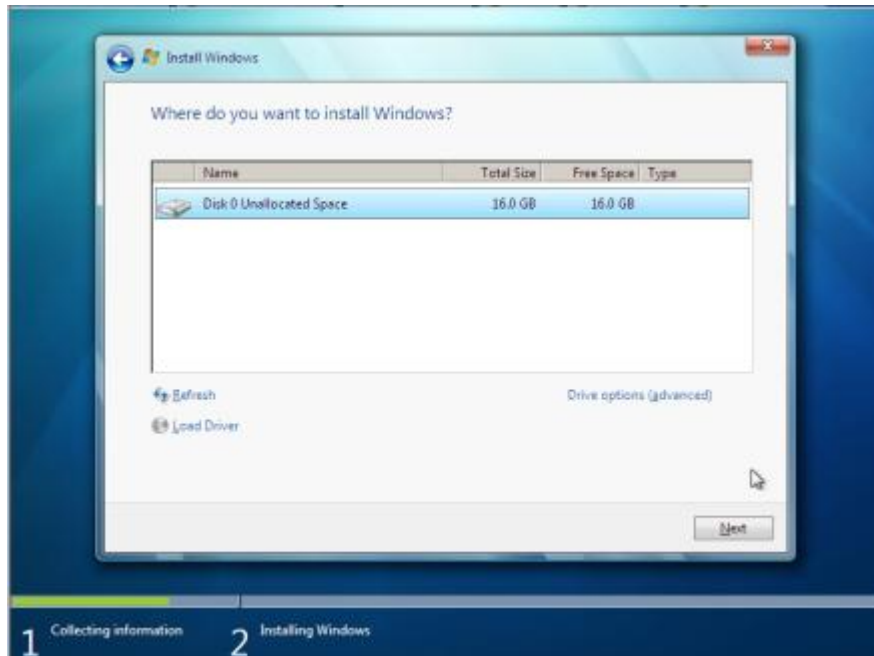 Install Windows
Where do you want to install Windows?
Name Total Size Free Space Type
Disk 0 Unallocated Space 16.0 GB 16.0 GB
Refresh Drive options (advanced)
Load Driver
Next
1 Collecting information 2 Installing Windows